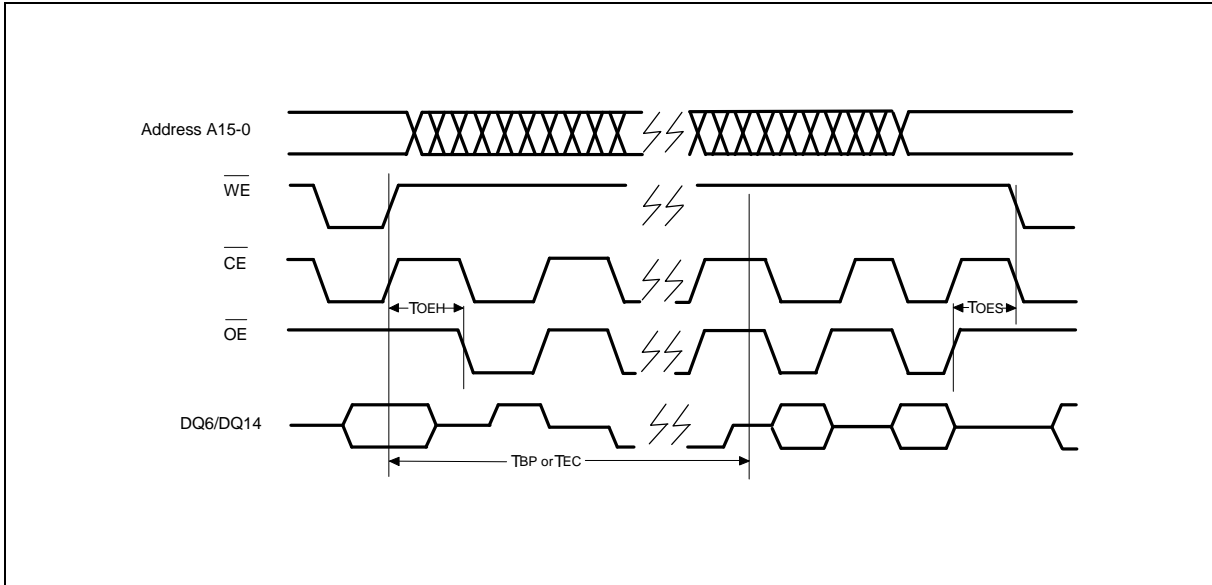 Address A15-0
WE
CE
TOEH
TOES
OE
DQ6/DQ14
TBP or TEC